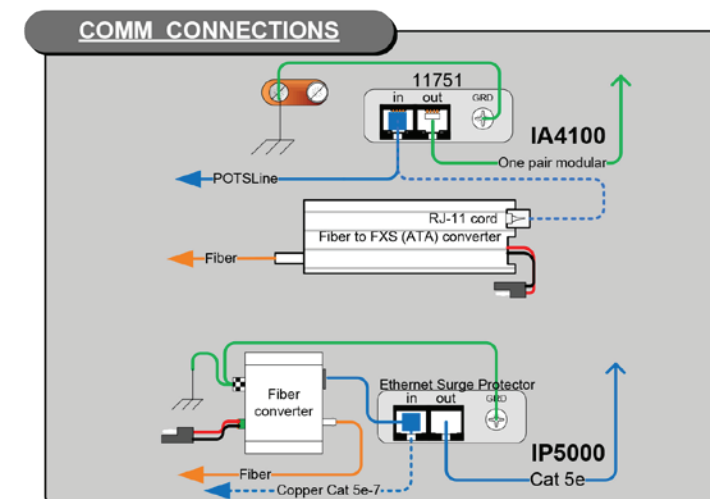 COMM CONNECTIONS
11751
in out GRD
IA4100
One pair modular
POTSLine
RJ-11 cord
Fiber to FXS (ATA) converter
Fiber
Ethernet Surge Protector
in out GRD
Fiber
converter
IP5000
Cat 5e
Fiber
Copper Cat 5e-7